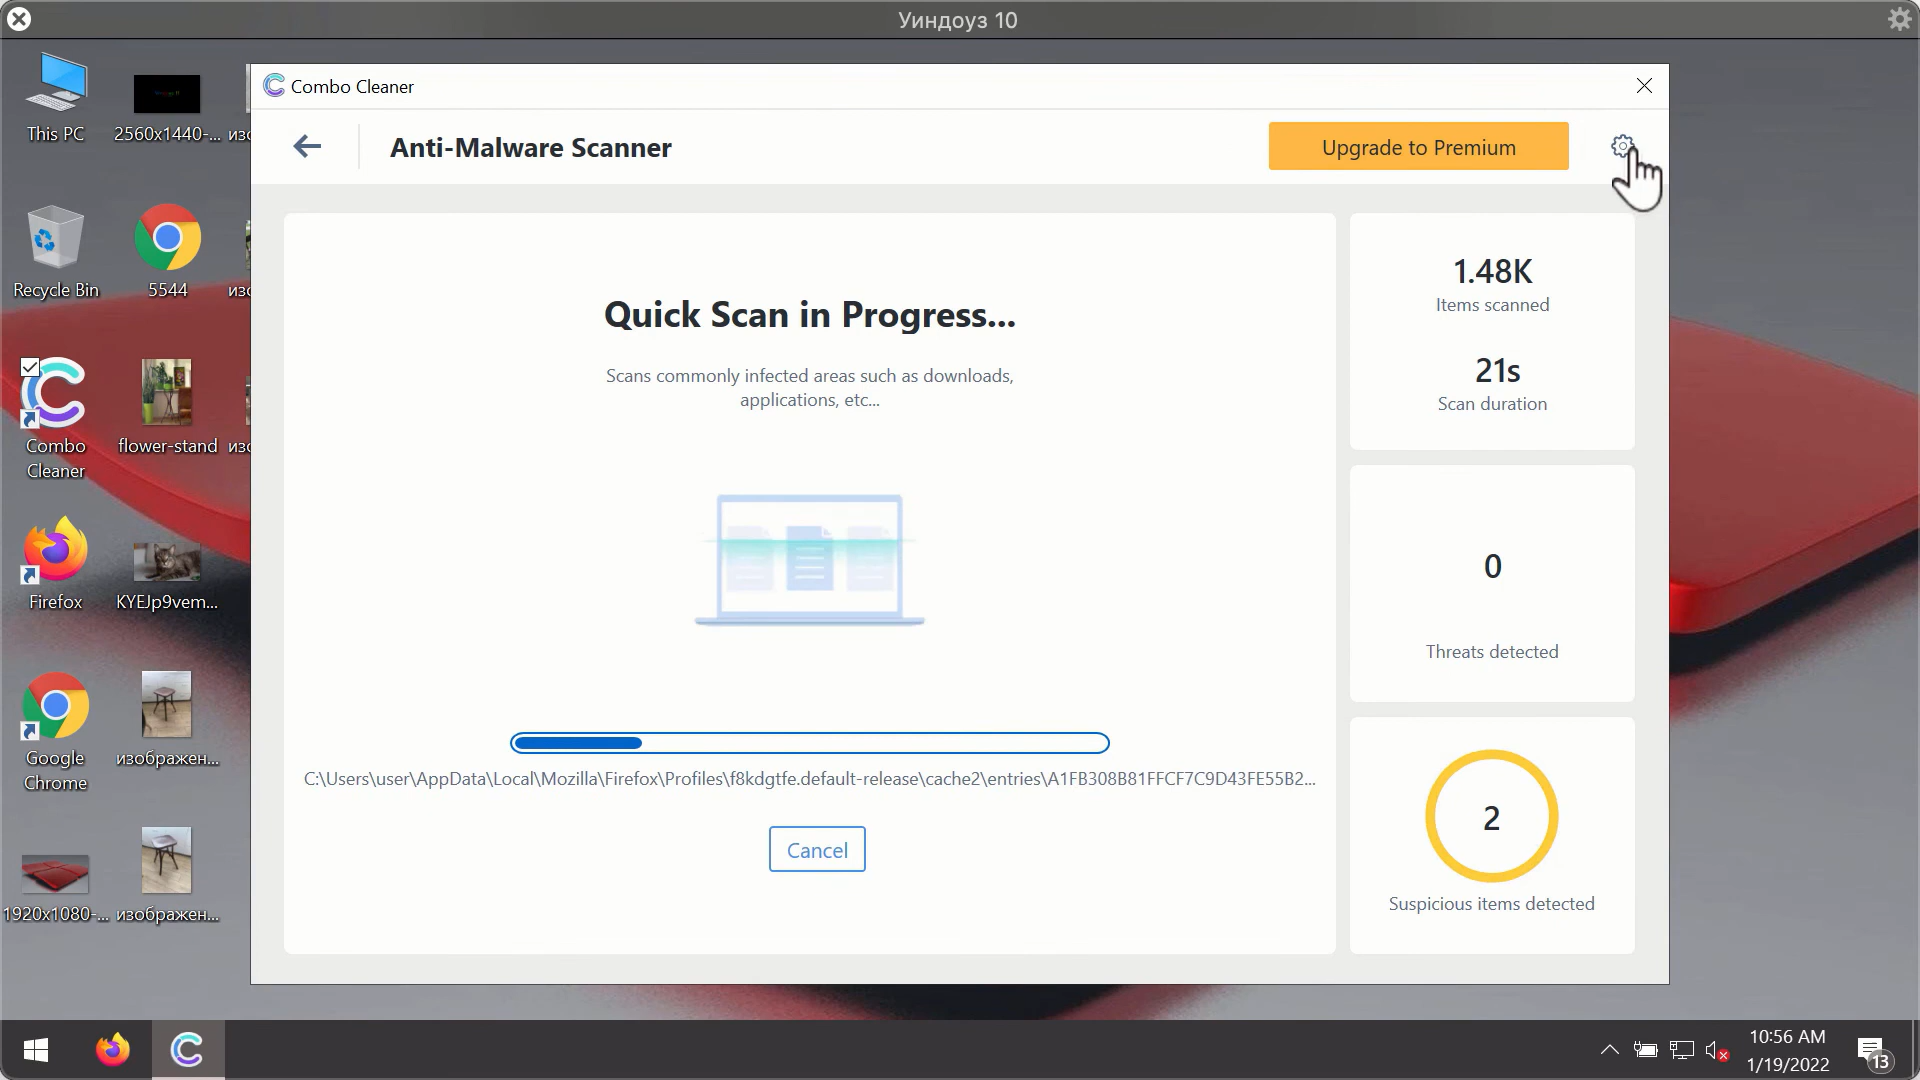 Уиндоуз 10
This PC
2560x1440-...
изо
Recycle Bin
5544
изо
Combo
Cleaner
flower-stand
изо
Firefox
KYEJp9vem...
Google
Chrome
изображен...
1920x1080-...
изображен...
Combo Cleaner
Anti-Malware Scanner
Upgrade to Premium
Quick Scan in Progress...
Scans commonly infected areas such as downloads,
applications, etc...
C:\Users\user\AppData\Local\Mozilla\Firefox\Profiles\f8kdgtfe.default-release\cache2\entries\A1FB308B81FFCF7C9D43FE55B2...
Cancel
1.48K
Items scanned
21s
Scan duration
0
Threats detected
2
Suspicious items detected
10:56 AM
1/19/2022
13